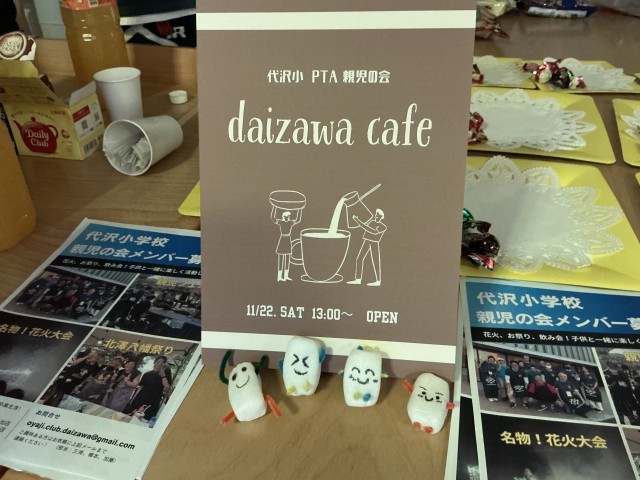 代沢小 PTA 親児の会
daizawa cafe
11/22. SAT 13:00〜 OPEN
Daily
Club
代沢小学校
親児の会メンバー募
花火、お祭り、飲み会！子供と一緒に楽しく活動
名物！花火大会
北澤八幡祭り
お問合せ
oyaji.club.daizawa@gmail.com
代沢小学校
親児の会メンバー募
花火、お祭り、飲み会！子供と一緒に楽しく
名物！花火大会